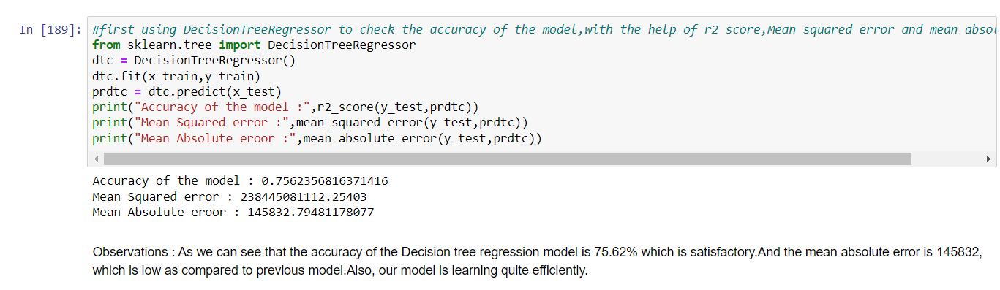 In [189]: #first using DecisionTreeRegressor to check the accuracy of the model,with the help of r2 score,Mean squared error and mean absol
from sklearn.tree import DecisionTreeRegressor
dtc = DecisionTreeRegressor()
dtc.fit(x_train,y_train)
prdtc = dtc.predict(x_test)
print("Accuracy of the model :",r2_score(y_test,prdtc))
print("Mean Squared error :",mean_squared_error(y_test,prdtc))
print("Mean Absolute eroor :",mean_absolute_error(y_test,prdtc))
Accuracy of the model : 0.7562356816371416
Mean Squared error : 238445081112.25403
Mean Absolute eroor : 145832.79481178077
Observations : As we can see that the accuracy of the Decision tree regression model is 75.62% which is satisfactory.And the mean absolute error is 145832,
which is low as compared to previous model.Also, our model is learning quite efficiently.